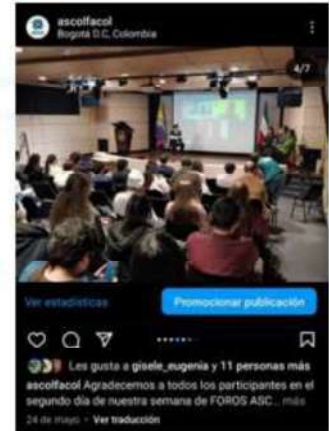 ascolfacol
Bogotá D.C, Colombia
4/7
Ver estadísticas
Promocionar publicación
Les gusta a gisele_eugenia y 11 personas más
ascolfacol Agradecemos a todos los participantes en el
segundo día de nuestra semana de FOROS ASC... más
24 de mayo • Ver traducción